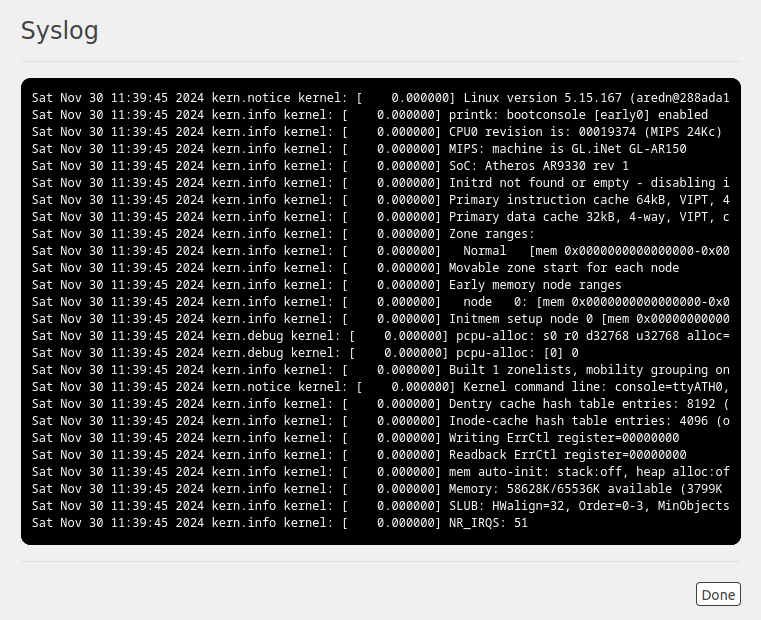 Syslog
Sat Nov 30 11:39:45 2024 kern.notice kernel: [    0.000000] Linux version 5.15.167 (aredn@288ada1
Sat Nov 30 11:39:45 2024 kern.info kernel: [    0.000000] printk: bootconsole [early0] enabled
Sat Nov 30 11:39:45 2024 kern.info kernel: [    0.000000] CPU0 revision is: 00019374 (MIPS 24Kc)
Sat Nov 30 11:39:45 2024 kern.info kernel: [    0.000000] MIPS: machine is GL.iNet GL-AR150
Sat Nov 30 11:39:45 2024 kern.info kernel: [    0.000000] SoC: Atheros AR9330 rev 1
Sat Nov 30 11:39:45 2024 kern.info kernel: [    0.000000] Initrd not found or empty - disabling i
Sat Nov 30 11:39:45 2024 kern.info kernel: [    0.000000] Primary instruction cache 64kB, VIPT, 4
Sat Nov 30 11:39:45 2024 kern.info kernel: [    0.000000] Primary data cache 32kB, 4-way, VIPT, c
Sat Nov 30 11:39:45 2024 kern.info kernel: [    0.000000] Zone ranges:
Sat Nov 30 11:39:45 2024 kern.info kernel: [    0.000000]   Normal   [mem 0x0000000000000000-0x00
Sat Nov 30 11:39:45 2024 kern.info kernel: [    0.000000] Movable zone start for each node
Sat Nov 30 11:39:45 2024 kern.info kernel: [    0.000000] Early memory node ranges
Sat Nov 30 11:39:45 2024 kern.info kernel: [    0.000000]   node   0: [mem 0x0000000000000000-0x0
Sat Nov 30 11:39:45 2024 kern.info kernel: [    0.000000] Initmem setup node 0 [mem 0x00000000000
Sat Nov 30 11:39:45 2024 kern.debug kernel: [    0.000000] pcpu-alloc: s0 r0 d32768 u32768 alloc=
Sat Nov 30 11:39:45 2024 kern.debug kernel: [    0.000000] pcpu-alloc: [0] 0
Sat Nov 30 11:39:45 2024 kern.info kernel: [    0.000000] Built 1 zonelists, mobility grouping on
Sat Nov 30 11:39:45 2024 kern.notice kernel: [    0.000000] Kernel command line: console=ttyATH0,
Sat Nov 30 11:39:45 2024 kern.info kernel: [    0.000000] Dentry cache hash table entries: 8192 (
Sat Nov 30 11:39:45 2024 kern.info kernel: [    0.000000] Inode-cache hash table entries: 4096 (o
Sat Nov 30 11:39:45 2024 kern.info kernel: [    0.000000] Writing ErrCtl register=00000000
Sat Nov 30 11:39:45 2024 kern.info kernel: [    0.000000] Readback ErrCtl register=00000000
Sat Nov 30 11:39:45 2024 kern.info kernel: [    0.000000] mem auto-init: stack:off, heap alloc:of
Sat Nov 30 11:39:45 2024 kern.info kernel: [    0.000000] Memory: 58628K/65536K available (3799K
Sat Nov 30 11:39:45 2024 kern.info kernel: [    0.000000] SLUB: HWalign=32, Order=0-3, MinObjects
Sat Nov 30 11:39:45 2024 kern.info kernel: [    0.000000] NR_IRQS: 51
Done